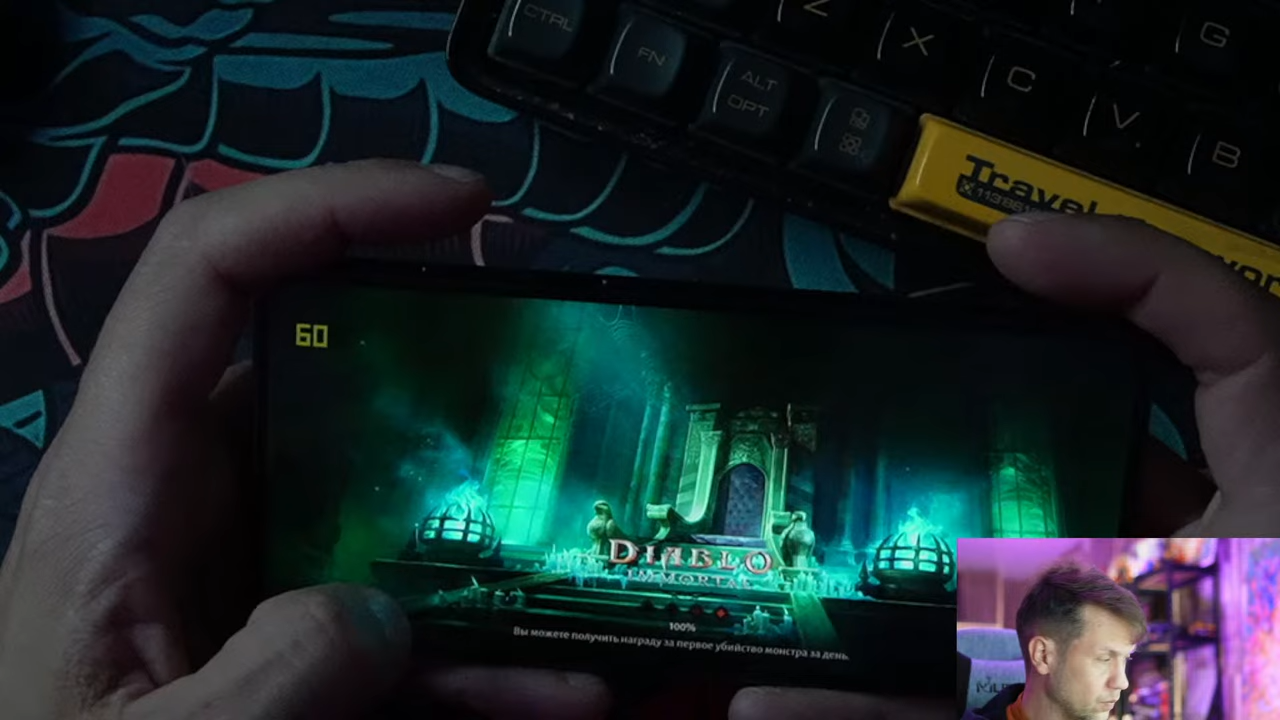 CTRL
FN
ALT
OPT
Z
X
C
V
B
G
Travel
60
DIABLO
IMMORTAL
100%
Вы можете получить награду за первое убийство монстра за день.